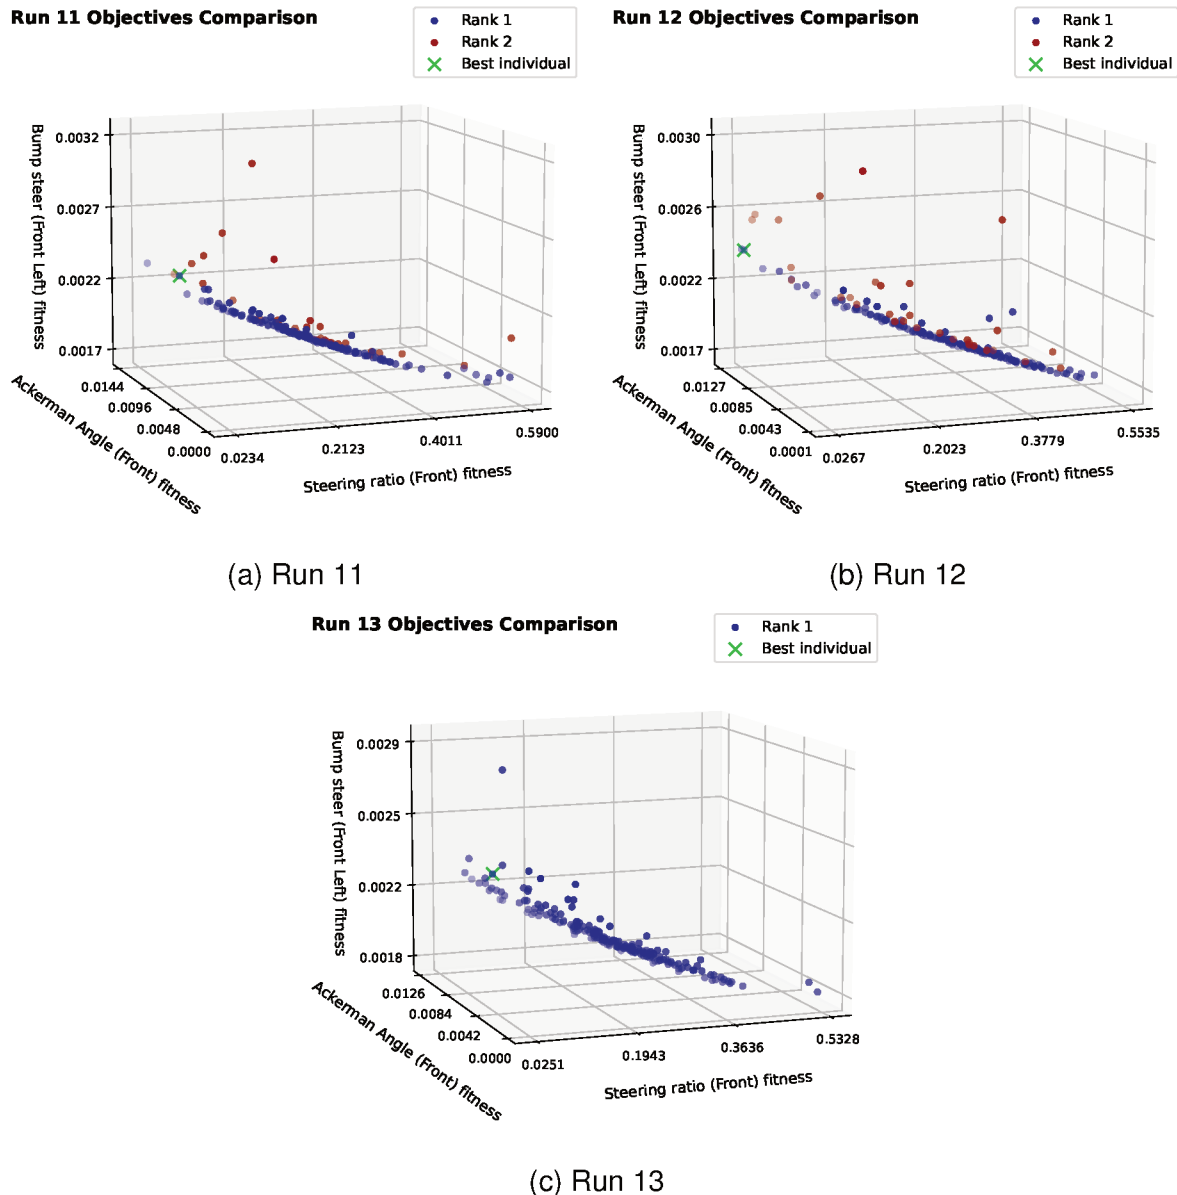 Run 11 Objectives Comparison
Rank 1
Rank 2
Best individual
Bump steer (Front Left) fitness
0.0032
0.0027
0.0022
0.0017
Ackerman Angle (Front) fitness
0.0144
0.0096
0.0048
0.0000
0.0234
0.2123
0.4011
0.5900
Steering ratio (Front) fitness
(a) Run 11
Run 12 Objectives Comparison
Rank 1
Rank 2
Best individual
Bump steer (Front Left) fitness
0.0030
0.0026
0.0022
0.0017
Ackerman Angle (Front) fitness
0.0127
0.0085
0.0043
0.0001
0.0267
0.2023
0.3779
0.5535
Steering ratio (Front) fitness
(b) Run 12
Run 13 Objectives Comparison
Rank 1
Best individual
Bump steer (Front Left) fitness
0.0029
0.0025
0.0022
0.0018
Ackerman Angle (Front) fitness
0.0126
0.0084
0.0042
0.0000
0.0251
0.1943
0.3636
0.5328
Steering ratio (Front) fitness
(c) Run 13